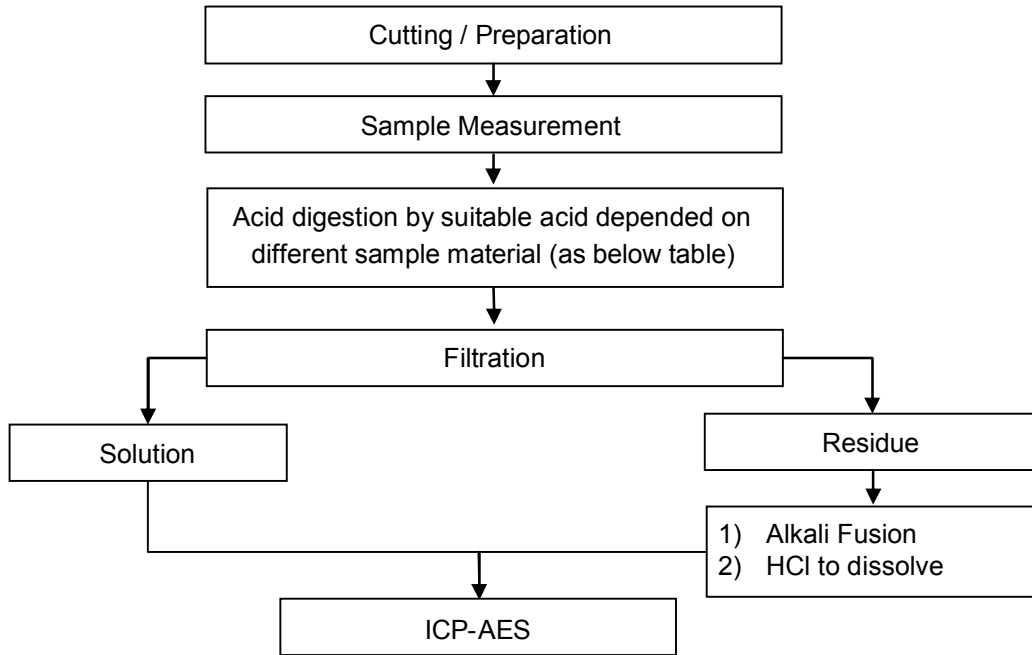 Cutting / Preparation
Sample Measurement
Acid digestion by suitable acid depended on
different sample material (as below table)
Filtration
Solution
Residue
1) Alkali Fusion
2) HCl to dissolve
ICP-AES